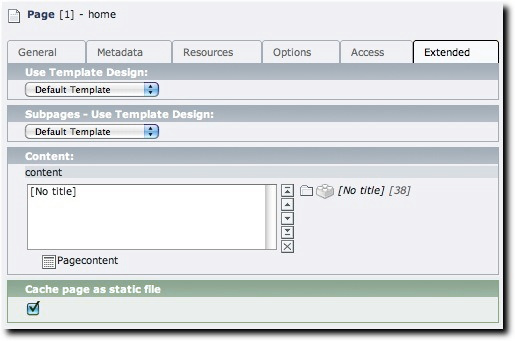 Page [1] - home
General Metadata Resources Options Access Extended
Use Template Design:
Default Template
Subpages - Use Template Design:
Default Template
Content:
content
[No title] [No title] [38]
Pagecontent
Cache page as static file